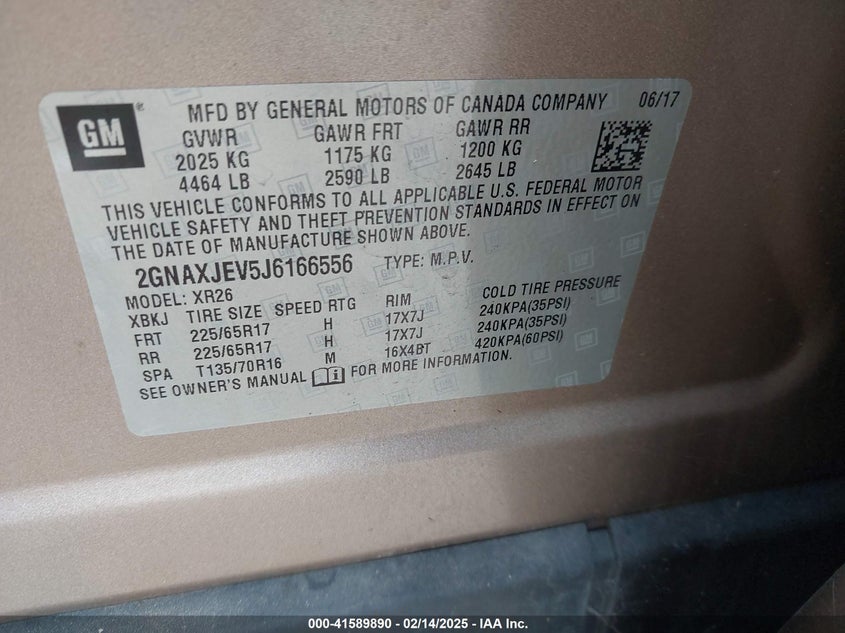 GM ® MFD BY GENERAL MOTORS OF CANADA COMPANY 06/17
GVWR GAWR FRT GAWR RR
2025 KG 1175 KG 1200 KG
4464 LB 2590 LB 2645 LB
THIS VEHICLE CONFORMS TO ALL APPLICABLE U.S. FEDERAL MOTOR
VEHICLE SAFETY AND THEFT PREVENTION STANDARDS IN EFFECT ON
THE DATE OF MANUFACTURE SHOWN ABOVE.
2GNAXJEV5J6166556 TYPE: M.P.V.
MODEL: XR26
XBKJ TIRE SIZE SPEED RTG RIM COLD TIRE PRESSURE
FRT 225/65R17 H 17X7J 240KPA(35PSI)
RR 225/65R17 H 17X7J 240KPA(35PSI)
SPA T135/70R16 M 16X4BT 420KPA(60PSI)
SEE OWNER'S MANUAL FOR MORE INFORMATION.
000-41589890 - 02/14/2025 - IAA Inc.